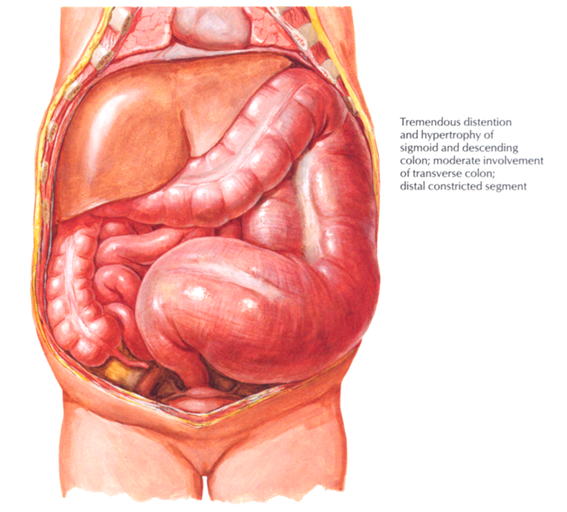 Tremendous distention
and hypertrophy of
sigmoid and descending
colon; moderate involvement
of transverse colon;
distal constricted segment